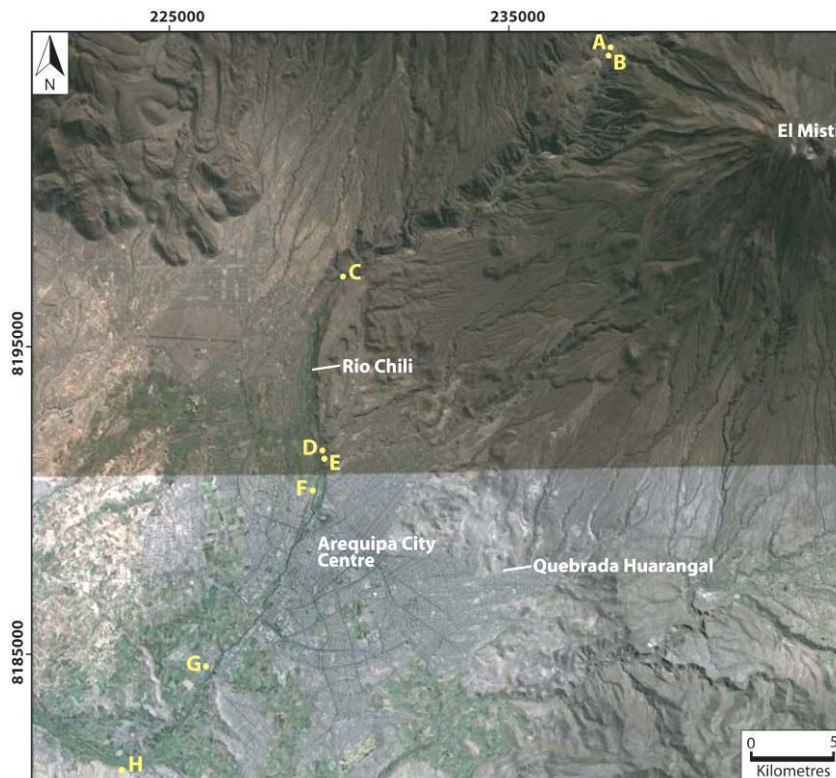 225000
235000
N
A
B
El Misti
C
8195000
Rio Chili
D
E
F
Arequipa City
Centre
Quebrada Huarangal
8185000
G
H
0
5
Kilometres